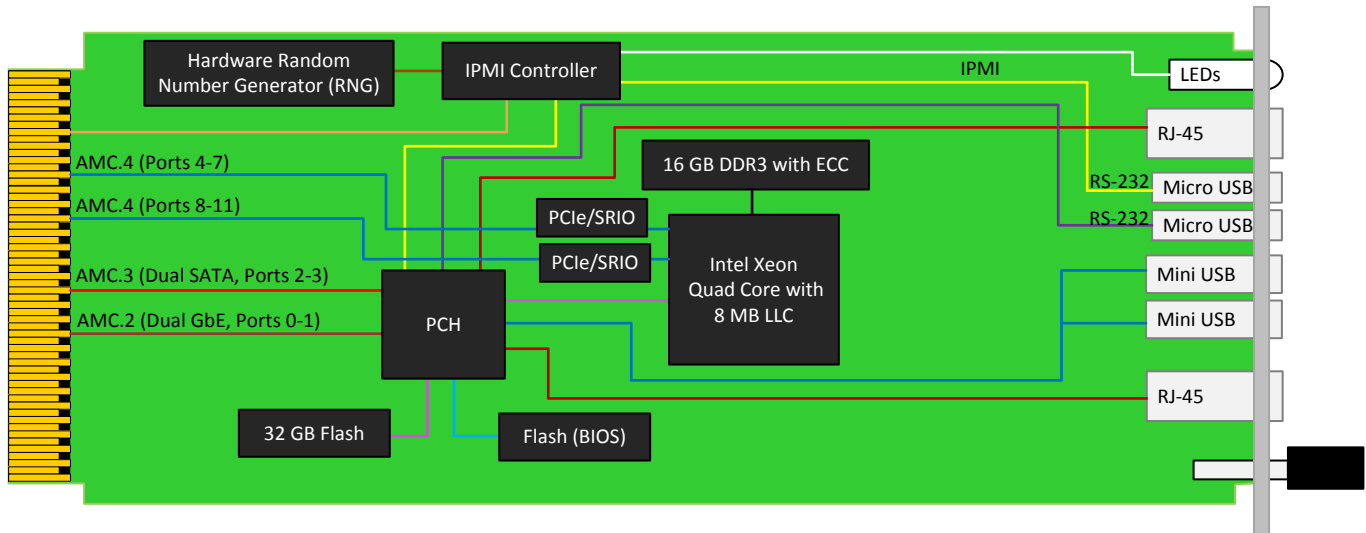 Hardware Random
Number Generator (RNG)
IPMI Controller
IPMI
LEDs
RJ-45
AMC.4 (Ports 4-7)
16 GB DDR3 with ECC
RS-232
Micro USB
AMC.4 (Ports 8-11)
PCIe/SRIO
RS-232
Micro USB
PCIe/SRIO
Intel Xeon
Quad Core with
8 MB LLC
Mini USB
AMC.3 (Dual SATA, Ports 2-3)
Mini USB
AMC.2 (Dual GbE, Ports 0-1)
PCH
RJ-45
32 GB Flash
Flash (BIOS)